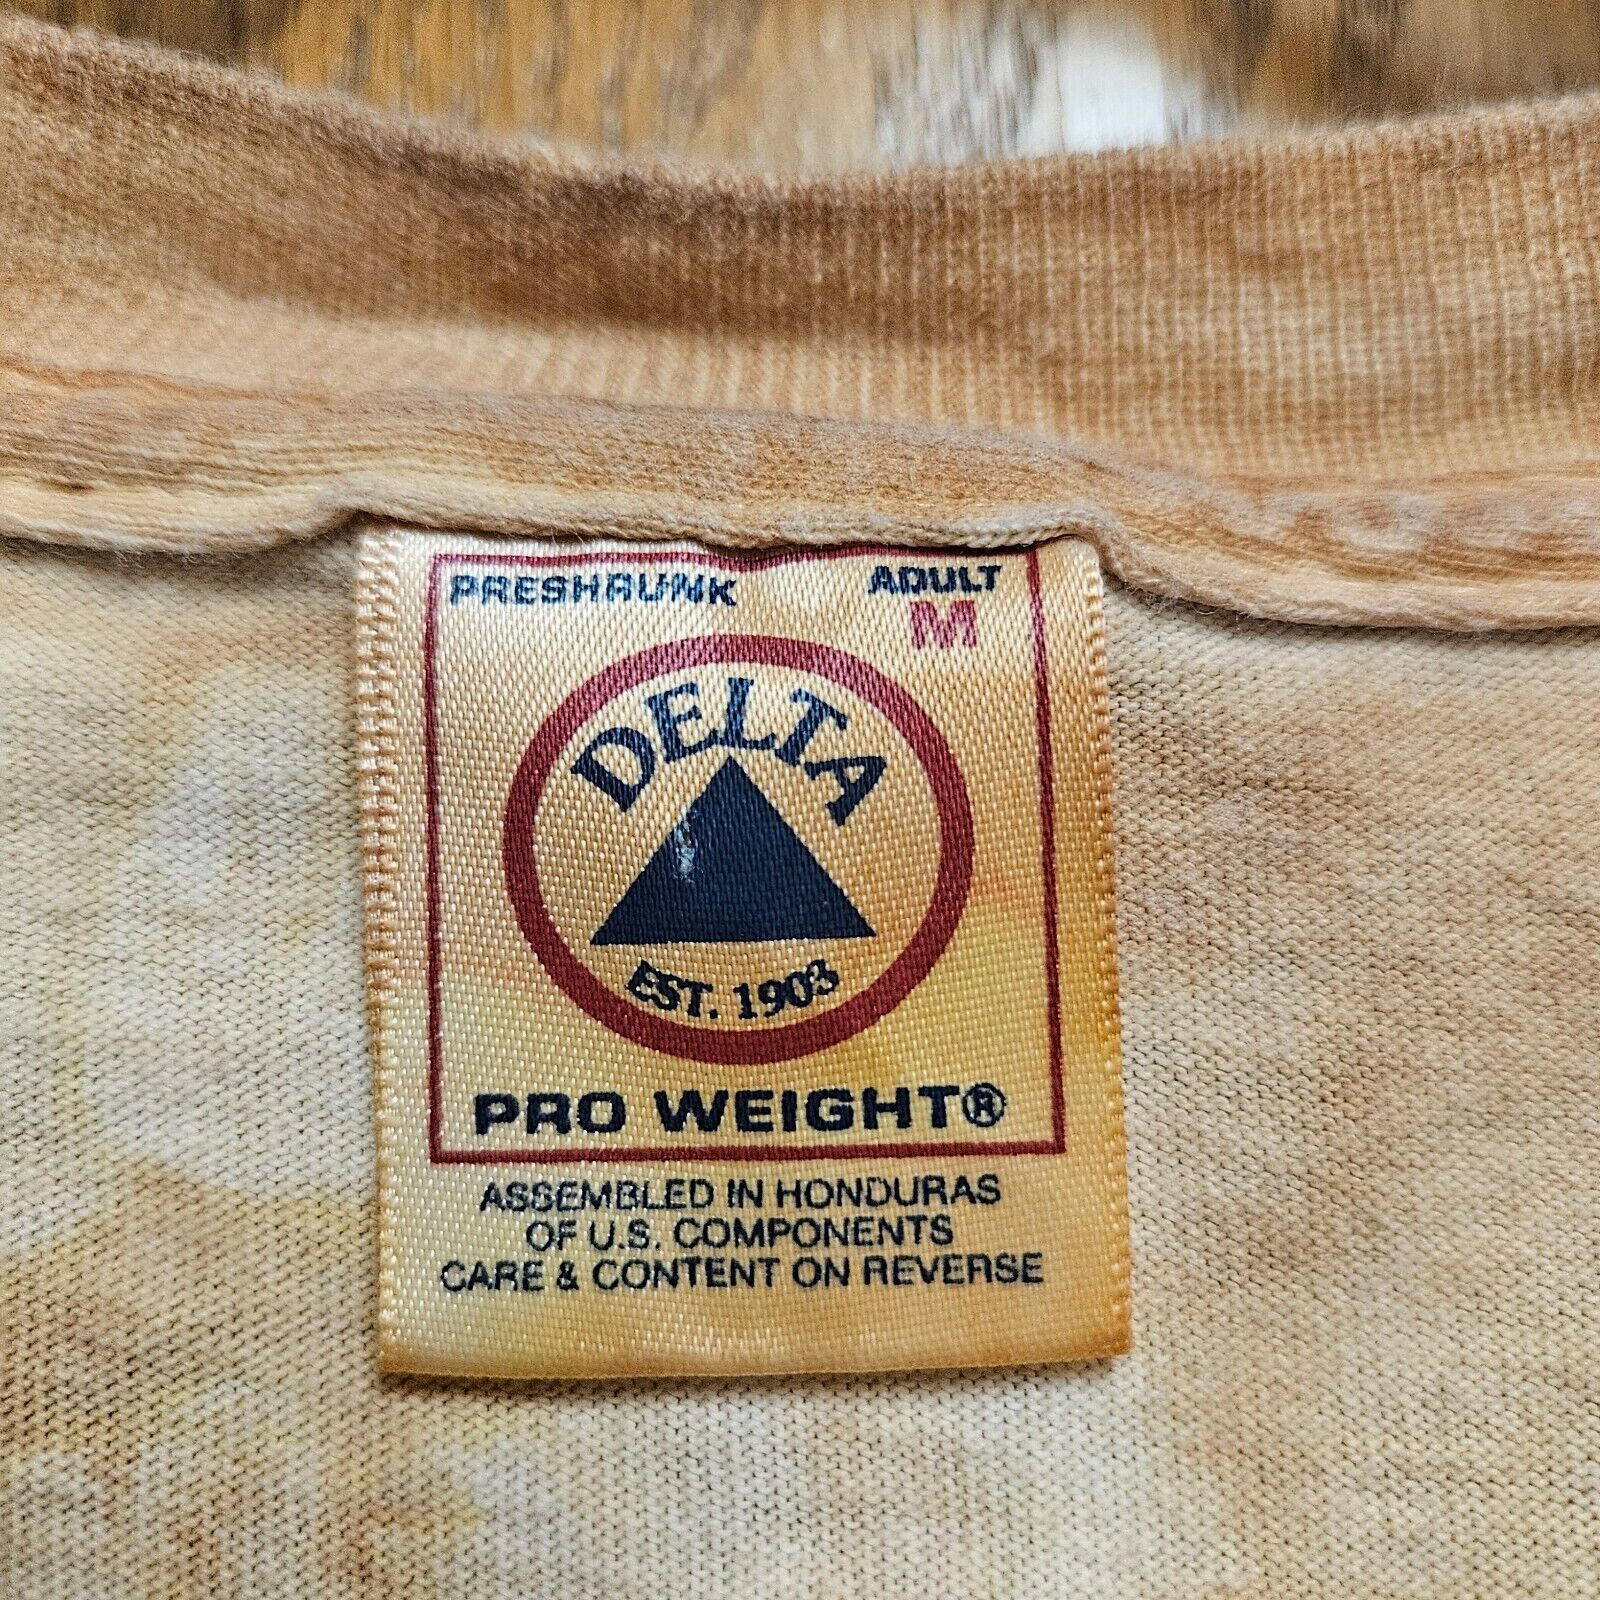 PRESHRUNK ADULT
M
DELTA
EST. 1903
PRO WEIGHT®
ASSEMBLED IN HONDURAS
OF U.S. COMPONENTS
CARE & CONTENT ON REVERSE